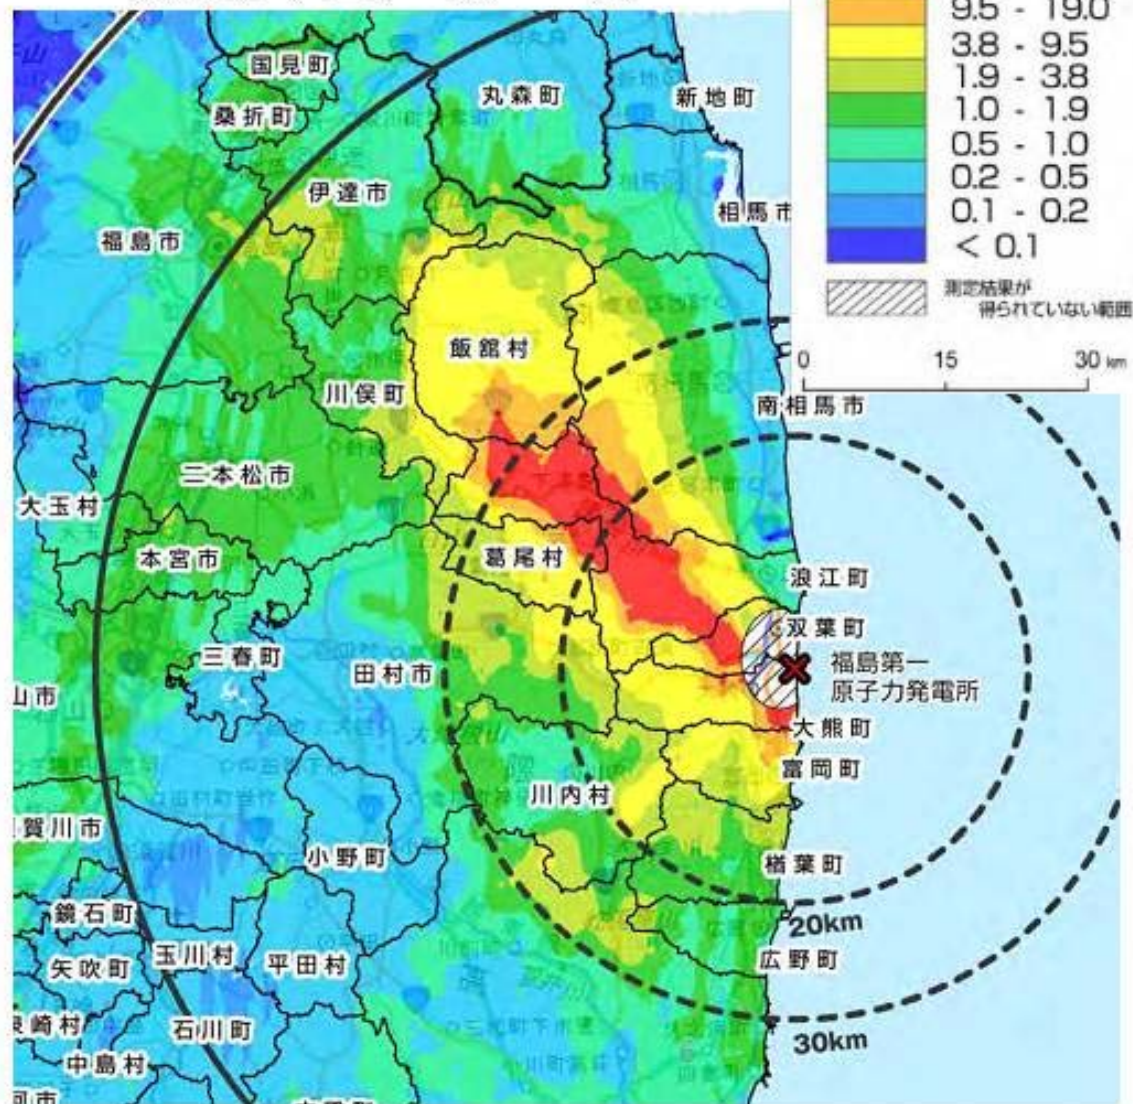 9.5 - 19.0
3.8 - 9.5
1.9 - 3.8
1.0 - 1.9
0.5 - 1.0
0.2 - 0.5
0.1 - 0.2
< 0.1
測定結果が
得られていない範囲
0 15 30 km
国見町
桑折町
丸森町
新地町
伊達市
相馬市
福島市
飯舘村
川俣町
南相馬市
二本松市
大玉村
本宮市
葛尾村
浪江町
双葉町
三春町
田村市
福島第一
原子力発電所
山市
大熊町
富岡町
川内村
賀川市
小野町
楢葉町
鏡石町
20km
玉川村
平田村
広野町
矢吹町
崎村
石川町
30km
中島村